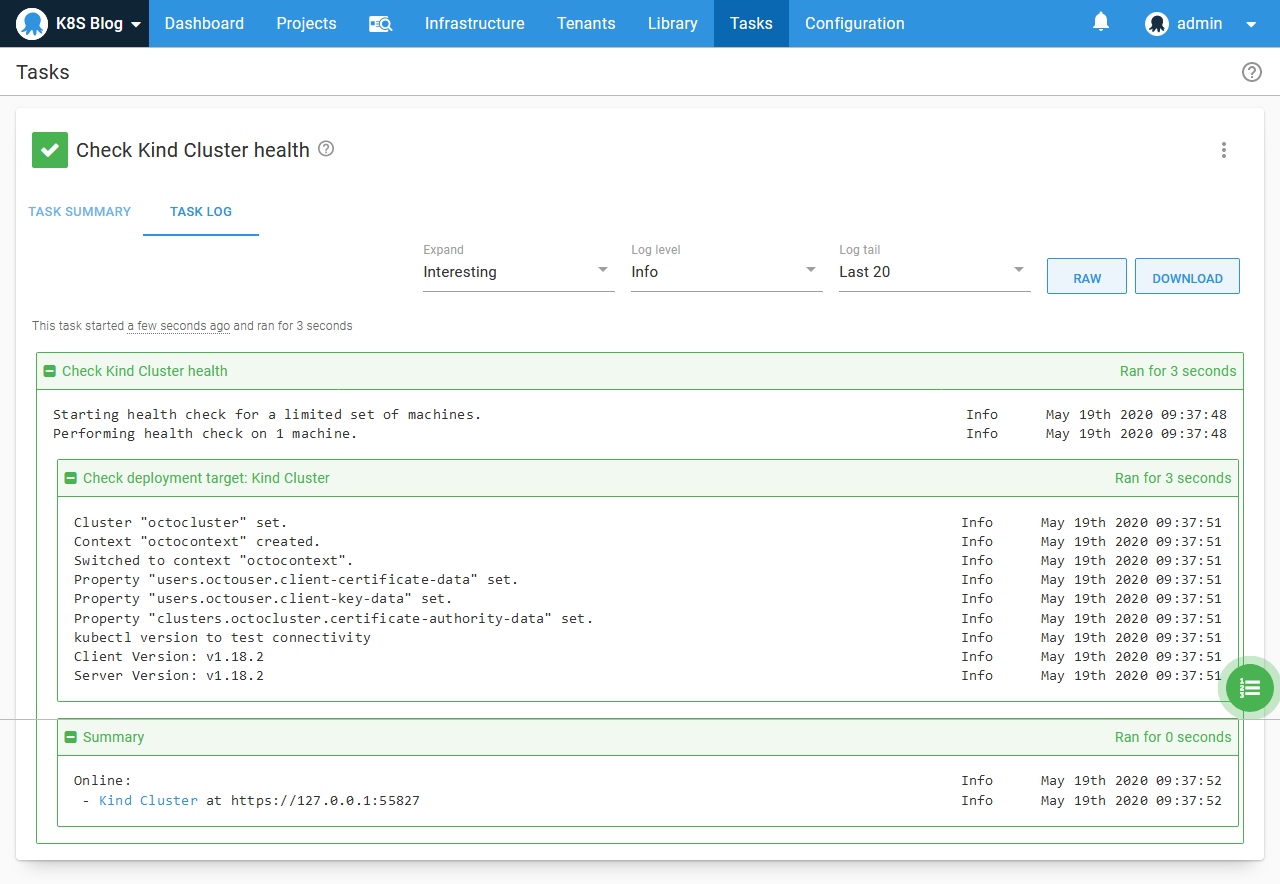 K8S Blog Dashboard Projects Infrastructure Tenants Library Tasks Configuration admin
Tasks
Check Kind Cluster health
TASK SUMMARY TASK LOG
Expand Log level Log tail
Interesting Info Last 20 RAW DOWNLOAD
This task started a few seconds ago and ran for 3 seconds
Check Kind Cluster health Ran for 3 seconds
Starting health check for a limited set of machines. Info May 19th 2020 09:37:48
Performing health check on 1 machine. Info May 19th 2020 09:37:48
Check deployment target: Kind Cluster Ran for 3 seconds
Cluster "octocluster" set. Info May 19th 2020 09:37:51
Context "octocontext" created. Info May 19th 2020 09:37:51
Switched to context "octocontext". Info May 19th 2020 09:37:51
Property "users.octouser.client-certificate-data" set. Info May 19th 2020 09:37:51
Property "users.octouser.client-key-data" set. Info May 19th 2020 09:37:51
Property "clusters.octocluster.certificate-authority-data" set. Info May 19th 2020 09:37:51
kubectl version to test connectivity Info May 19th 2020 09:37:51
Client Version: v1.18.2 Info May 19th 2020 09:37:51
Server Version: v1.18.2 Info May 19th 2020 09:37:51
Summary Ran for 0 seconds
Online: Info May 19th 2020 09:37:52
- Kind Cluster at https://127.0.0.1:55827 Info May 19th 2020 09:37:52